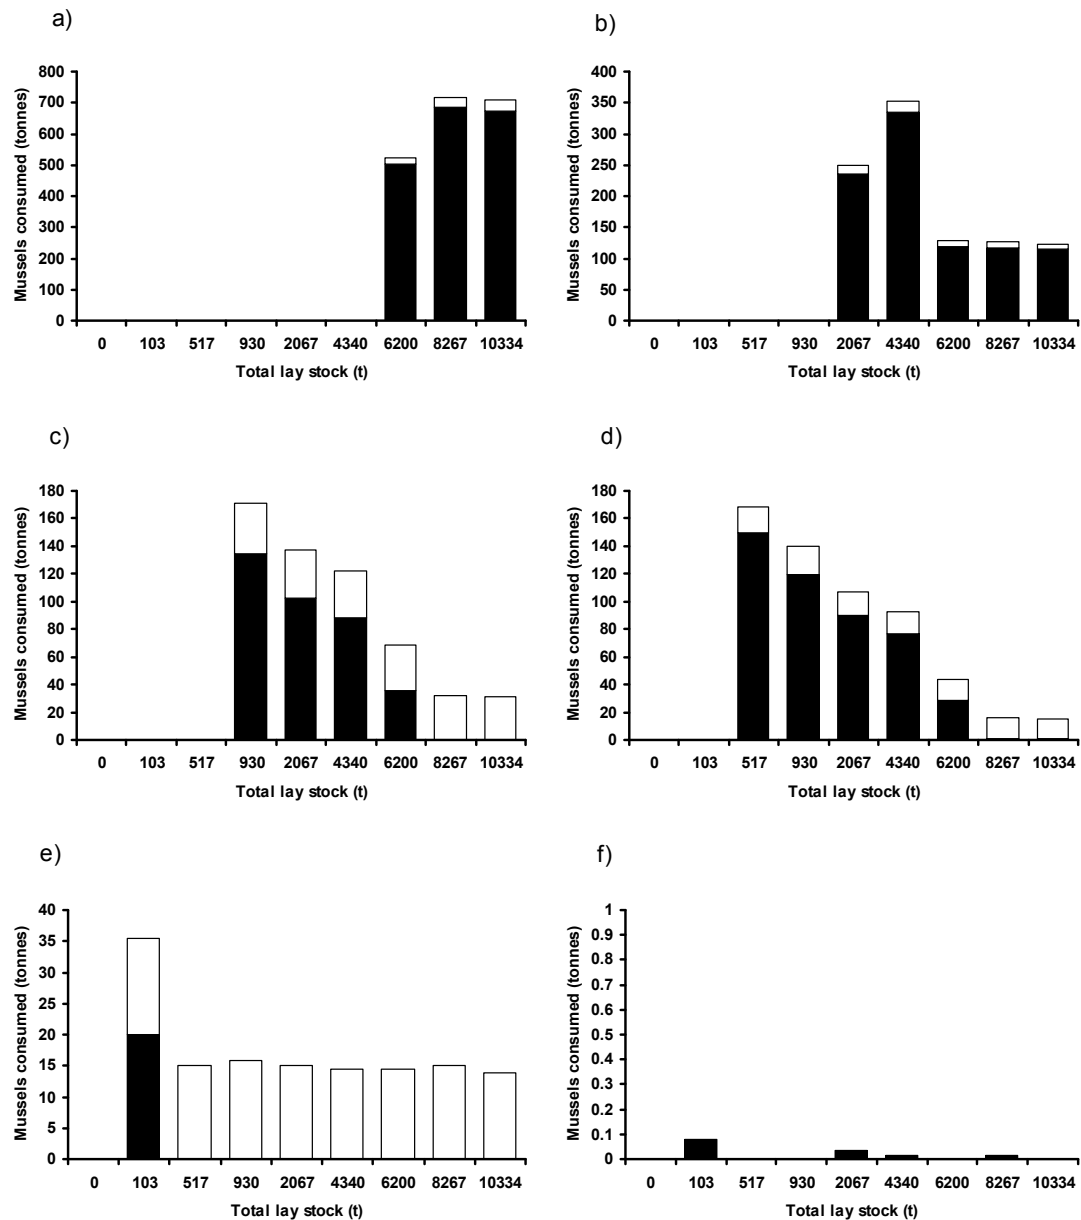 a)
800
700
600
500
400
300
200
100
0
Mussels consumed (tonnes)
0 103 517 930 2067 4340 6200 8267 10334
Total lay stock (t)
b)
400
350
300
250
200
150
100
50
0
Mussels consumed (tonnes)
0 103 517 930 2067 4340 6200 8267 10334
Total lay stock (t)
c)
180
160
140
120
100
80
60
40
20
0
Mussels consumed (tonnes)
0 103 517 930 2067 4340 6200 8267 10334
Total lay stock (t)
d)
180
160
140
120
100
80
60
40
20
0
Mussels consumed (tonnes)
0 103 517 930 2067 4340 6200 8267 10334
Total lay stock (t)
e)
40
35
30
25
20
15
10
5
0
Mussels consumed (tonnes)
0 103 517 930 2067 4340 6200 8267 10334
Total lay stock (t)
f)
1
0.9
0.8
0.7
0.6
0.5
0.4
0.3
0.2
0.1
0
Mussels consumed (tonnes)
0 103 517 930 2067 4340 6200 8267 10334
Total lay stock (t)